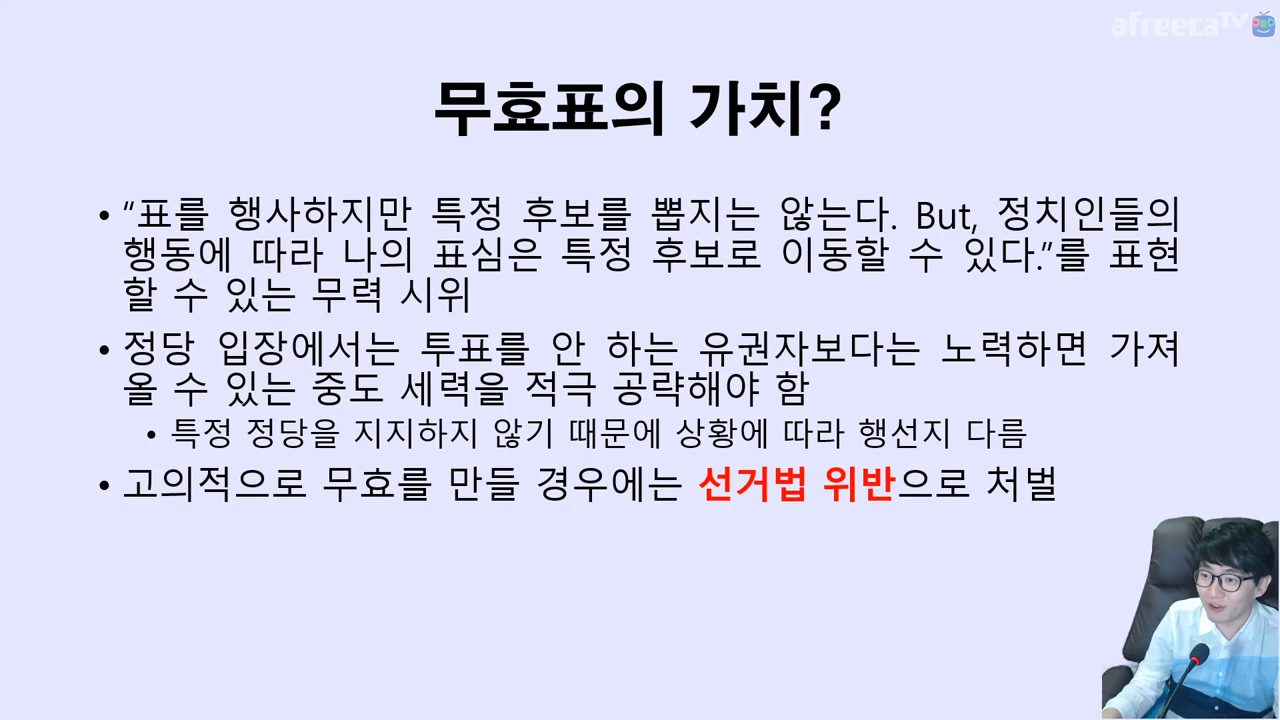 afreecaTV
무효표의 가치?
• “표를 행사하지만 특정 후보를 뽑지는 않는다. But, 정치인들의
행동에 따라 나의 표심은 특정 후보로 이동할 수 있다.”를 표현
할 수 있는 무력 시위
• 정당 입장에서는 투표를 안 하는 유권자보다는 노력하면 가져
올 수 있는 중도 세력을 적극 공략해야 함
• 특정 정당을 지지하지 않기 때문에 상황에 따라 행선지 다름
• 고의적으로 무효를 만들 경우에는 선거법 위반으로 처벌